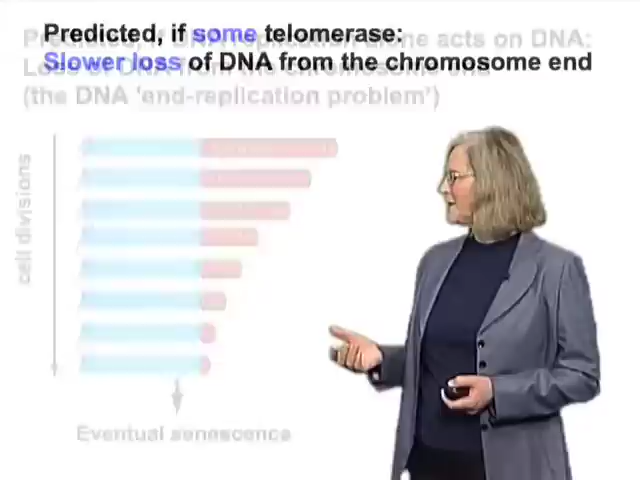 Predicted, if some telomerase:
Slower loss of DNA from the chromosome end
Predicted, if DNA replication alone acts on DNA:
Loss of DNA from the chromosome end
(the DNA 'end-replication problem')
cell divisions
Eventual senescence